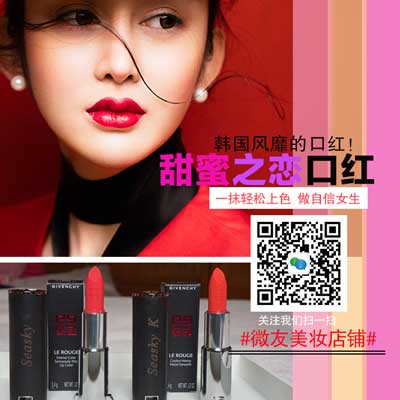 韩国风靡的口红!
甜蜜之恋口红
一抹轻松上色 做自信女生
关注我们扫一扫
#微友美妆店铺#
GIVENCHY
LE ROUGE
Seasky
GIVENCHY
LE ROUGE
Seasky K